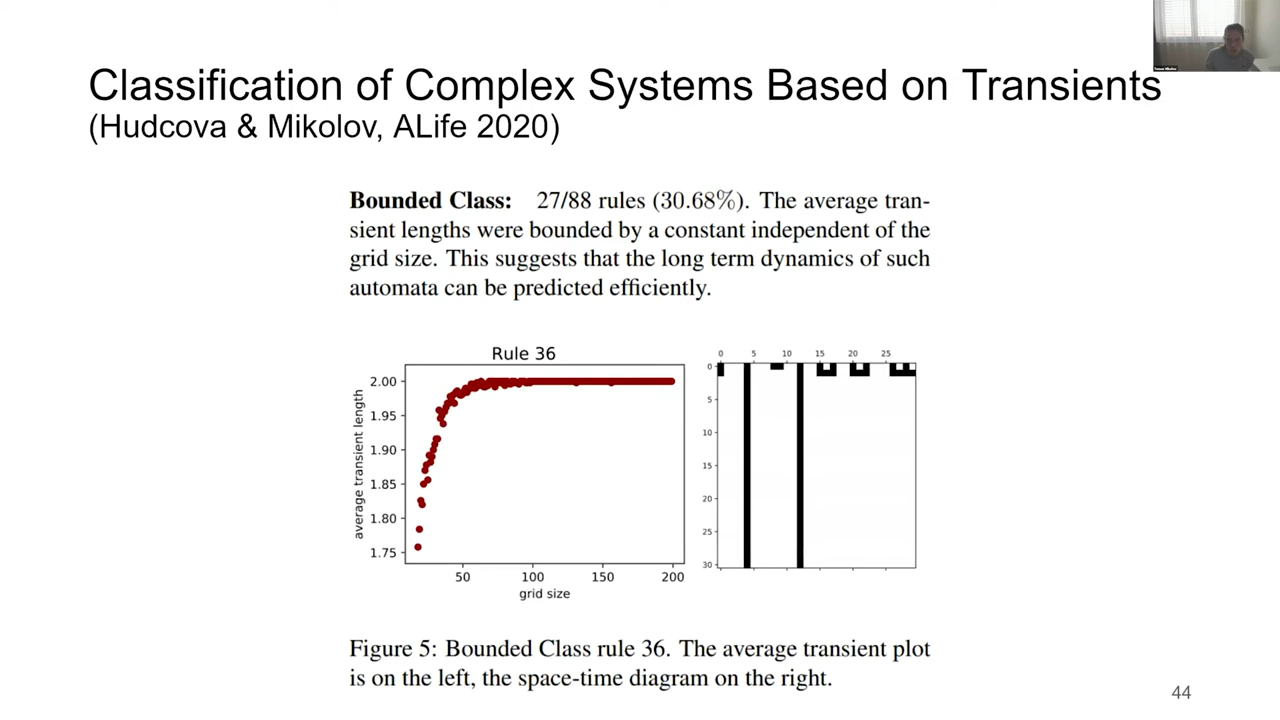 Classification of Complex Systems Based on Transients
(Hudcova & Mikolov, ALife 2020)
Bounded Class: 27/88 rules (30.68%). The average tran-
sient lengths were bounded by a constant independent of the
grid size. This suggests that the long term dynamics of such
automata can be predicted efficiently.
Rule 36
2.00
1.95
1.90
1.85
1.80
1.75
average transient length
50 100 150 200
grid size
0 5 10 15 20 25
0
5
10
15
20
25
30
Figure 5: Bounded Class rule 36. The average transient plot
is on the left, the space-time diagram on the right.
44